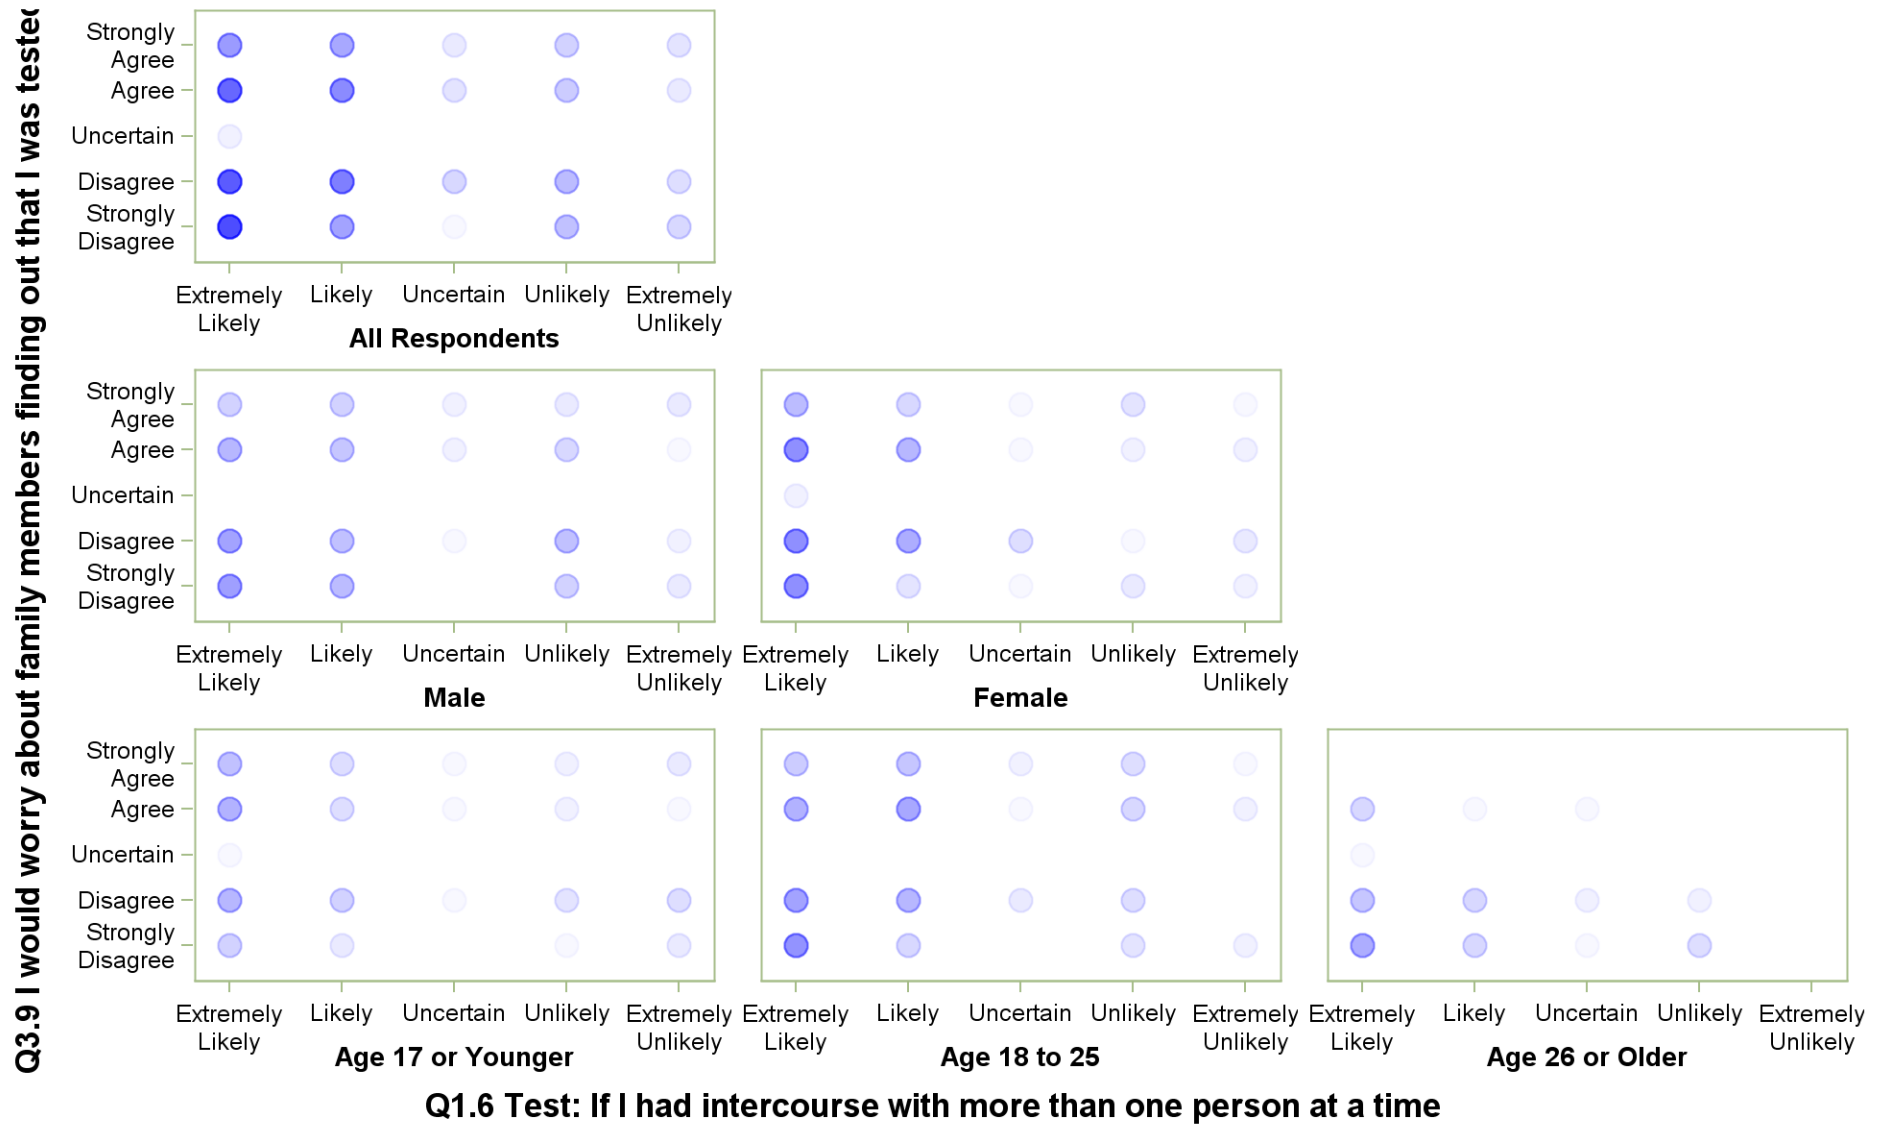 Q3.9 I would worry about family members finding out that I was tested
Strongly
Agree
Agree
Uncertain
Disagree
Strongly
Disagree
Extremely
Likely
Likely
Uncertain
Unlikely
Extremely
Unlikely
All Respondents
Strongly
Agree
Agree
Uncertain
Disagree
Strongly
Disagree
Extremely
Likely
Likely
Uncertain
Unlikely
Extremely
Unlikely
Male
Extremely
Likely
Likely
Uncertain
Unlikely
Extremely
Unlikely
Female
Strongly
Agree
Agree
Uncertain
Disagree
Strongly
Disagree
Extremely
Likely
Likely
Uncertain
Unlikely
Extremely
Unlikely
Age 17 or Younger
Extremely
Likely
Likely
Uncertain
Unlikely
Extremely
Unlikely
Age 18 to 25
Extremely
Likely
Likely
Uncertain
Unlikely
Extremely
Unlikely
Age 26 or Older
Q1.6 Test: If I had intercourse with more than one person at a time